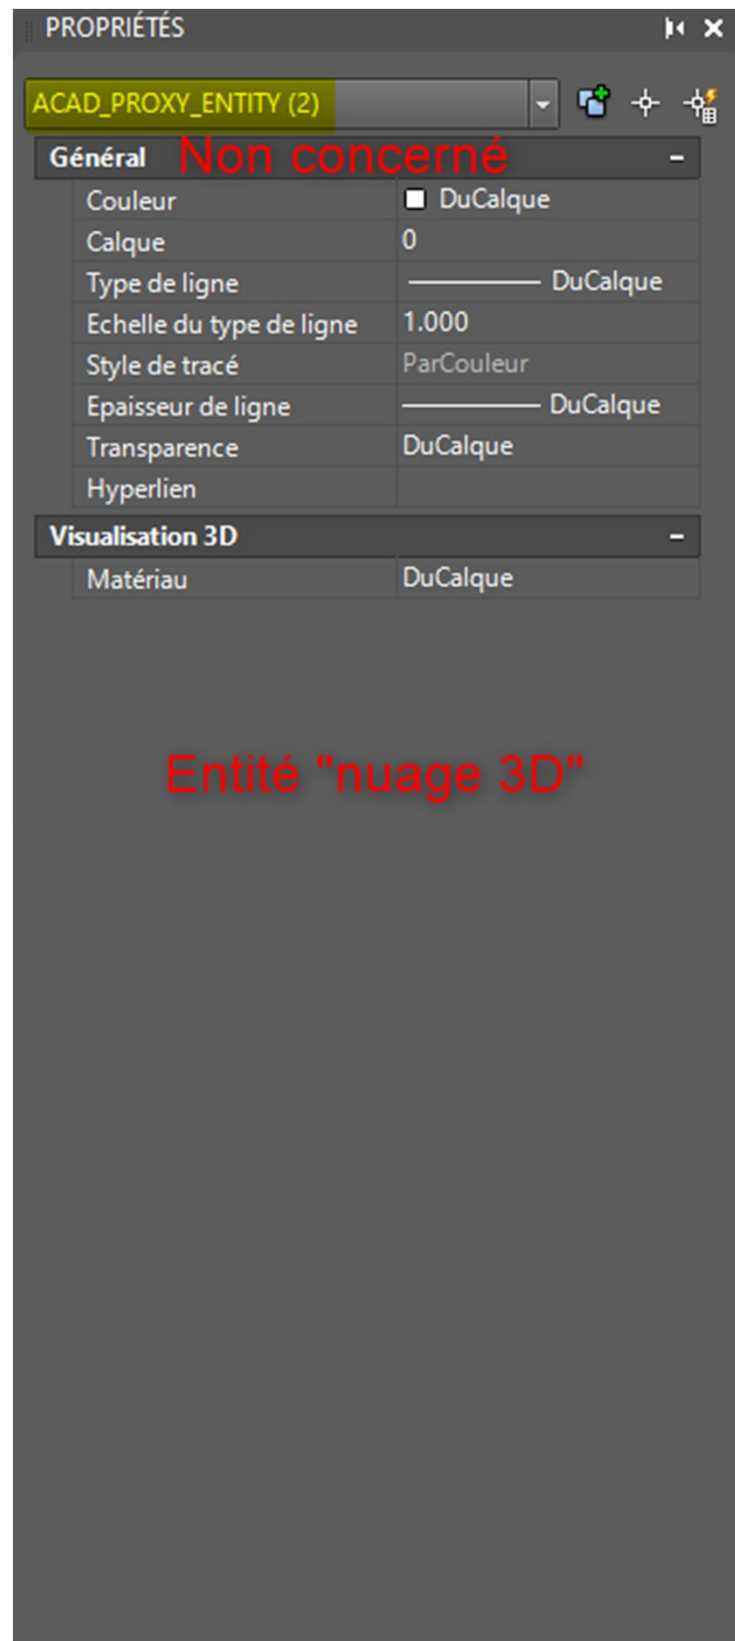 PROPRIÉTÉS
ACAD_PROXY_ENTITY (2)
Général Non concerné
Couleur DuCalque
Calque 0
Type de ligne DuCalque
Echelle du type de ligne 1.000
Style de tracé ParCouleur
Epaisseur de ligne DuCalque
Transparence DuCalque
Hyperlien
Visualisation 3D
Matériau DuCalque
Entité "nuage 3D"